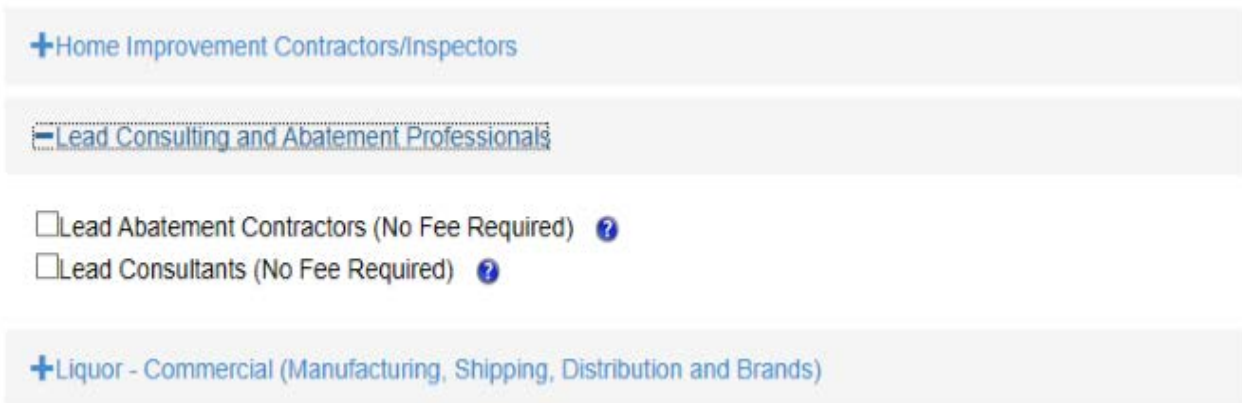 +Home Improvement Contractors/Inspectors
−Lead Consulting and Abatement Professionals
Lead Abatement Contractors (No Fee Required) ?
Lead Consultants (No Fee Required) ?
+Liquor - Commercial (Manufacturing, Shipping, Distribution and Brands)